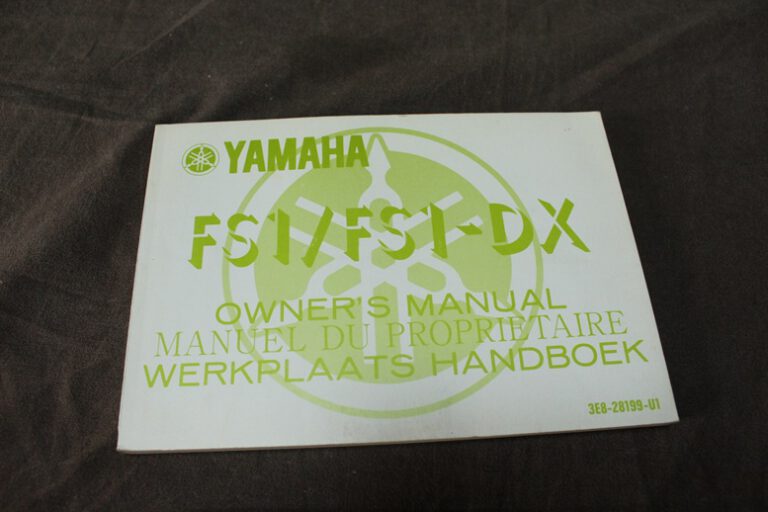 YAMAHA
FS1/FS1-DX
OWNER'S MANUAL
MANUEL DU PROPRIETAIRE
WERKPLAATS HANDBOEK
3E8-28199-U1